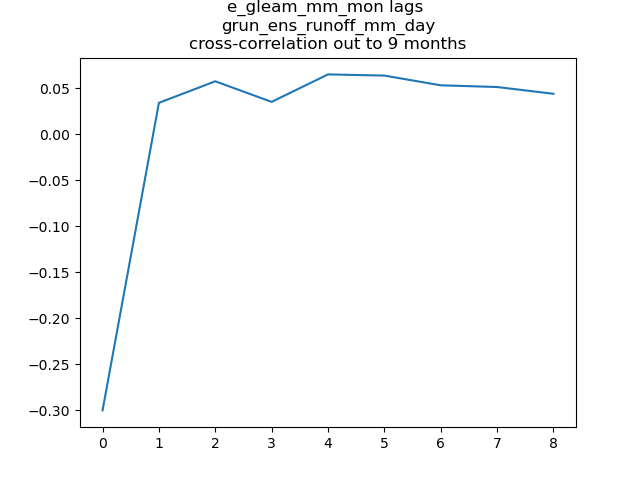 e_gleam_mm_mon lags
grun_ens_runoff_mm_day
cross-correlation out to 9 months
0.05
0.00
−0.05
−0.10
−0.15
−0.20
−0.25
−0.30
0 1 2 3 4 5 6 7 8